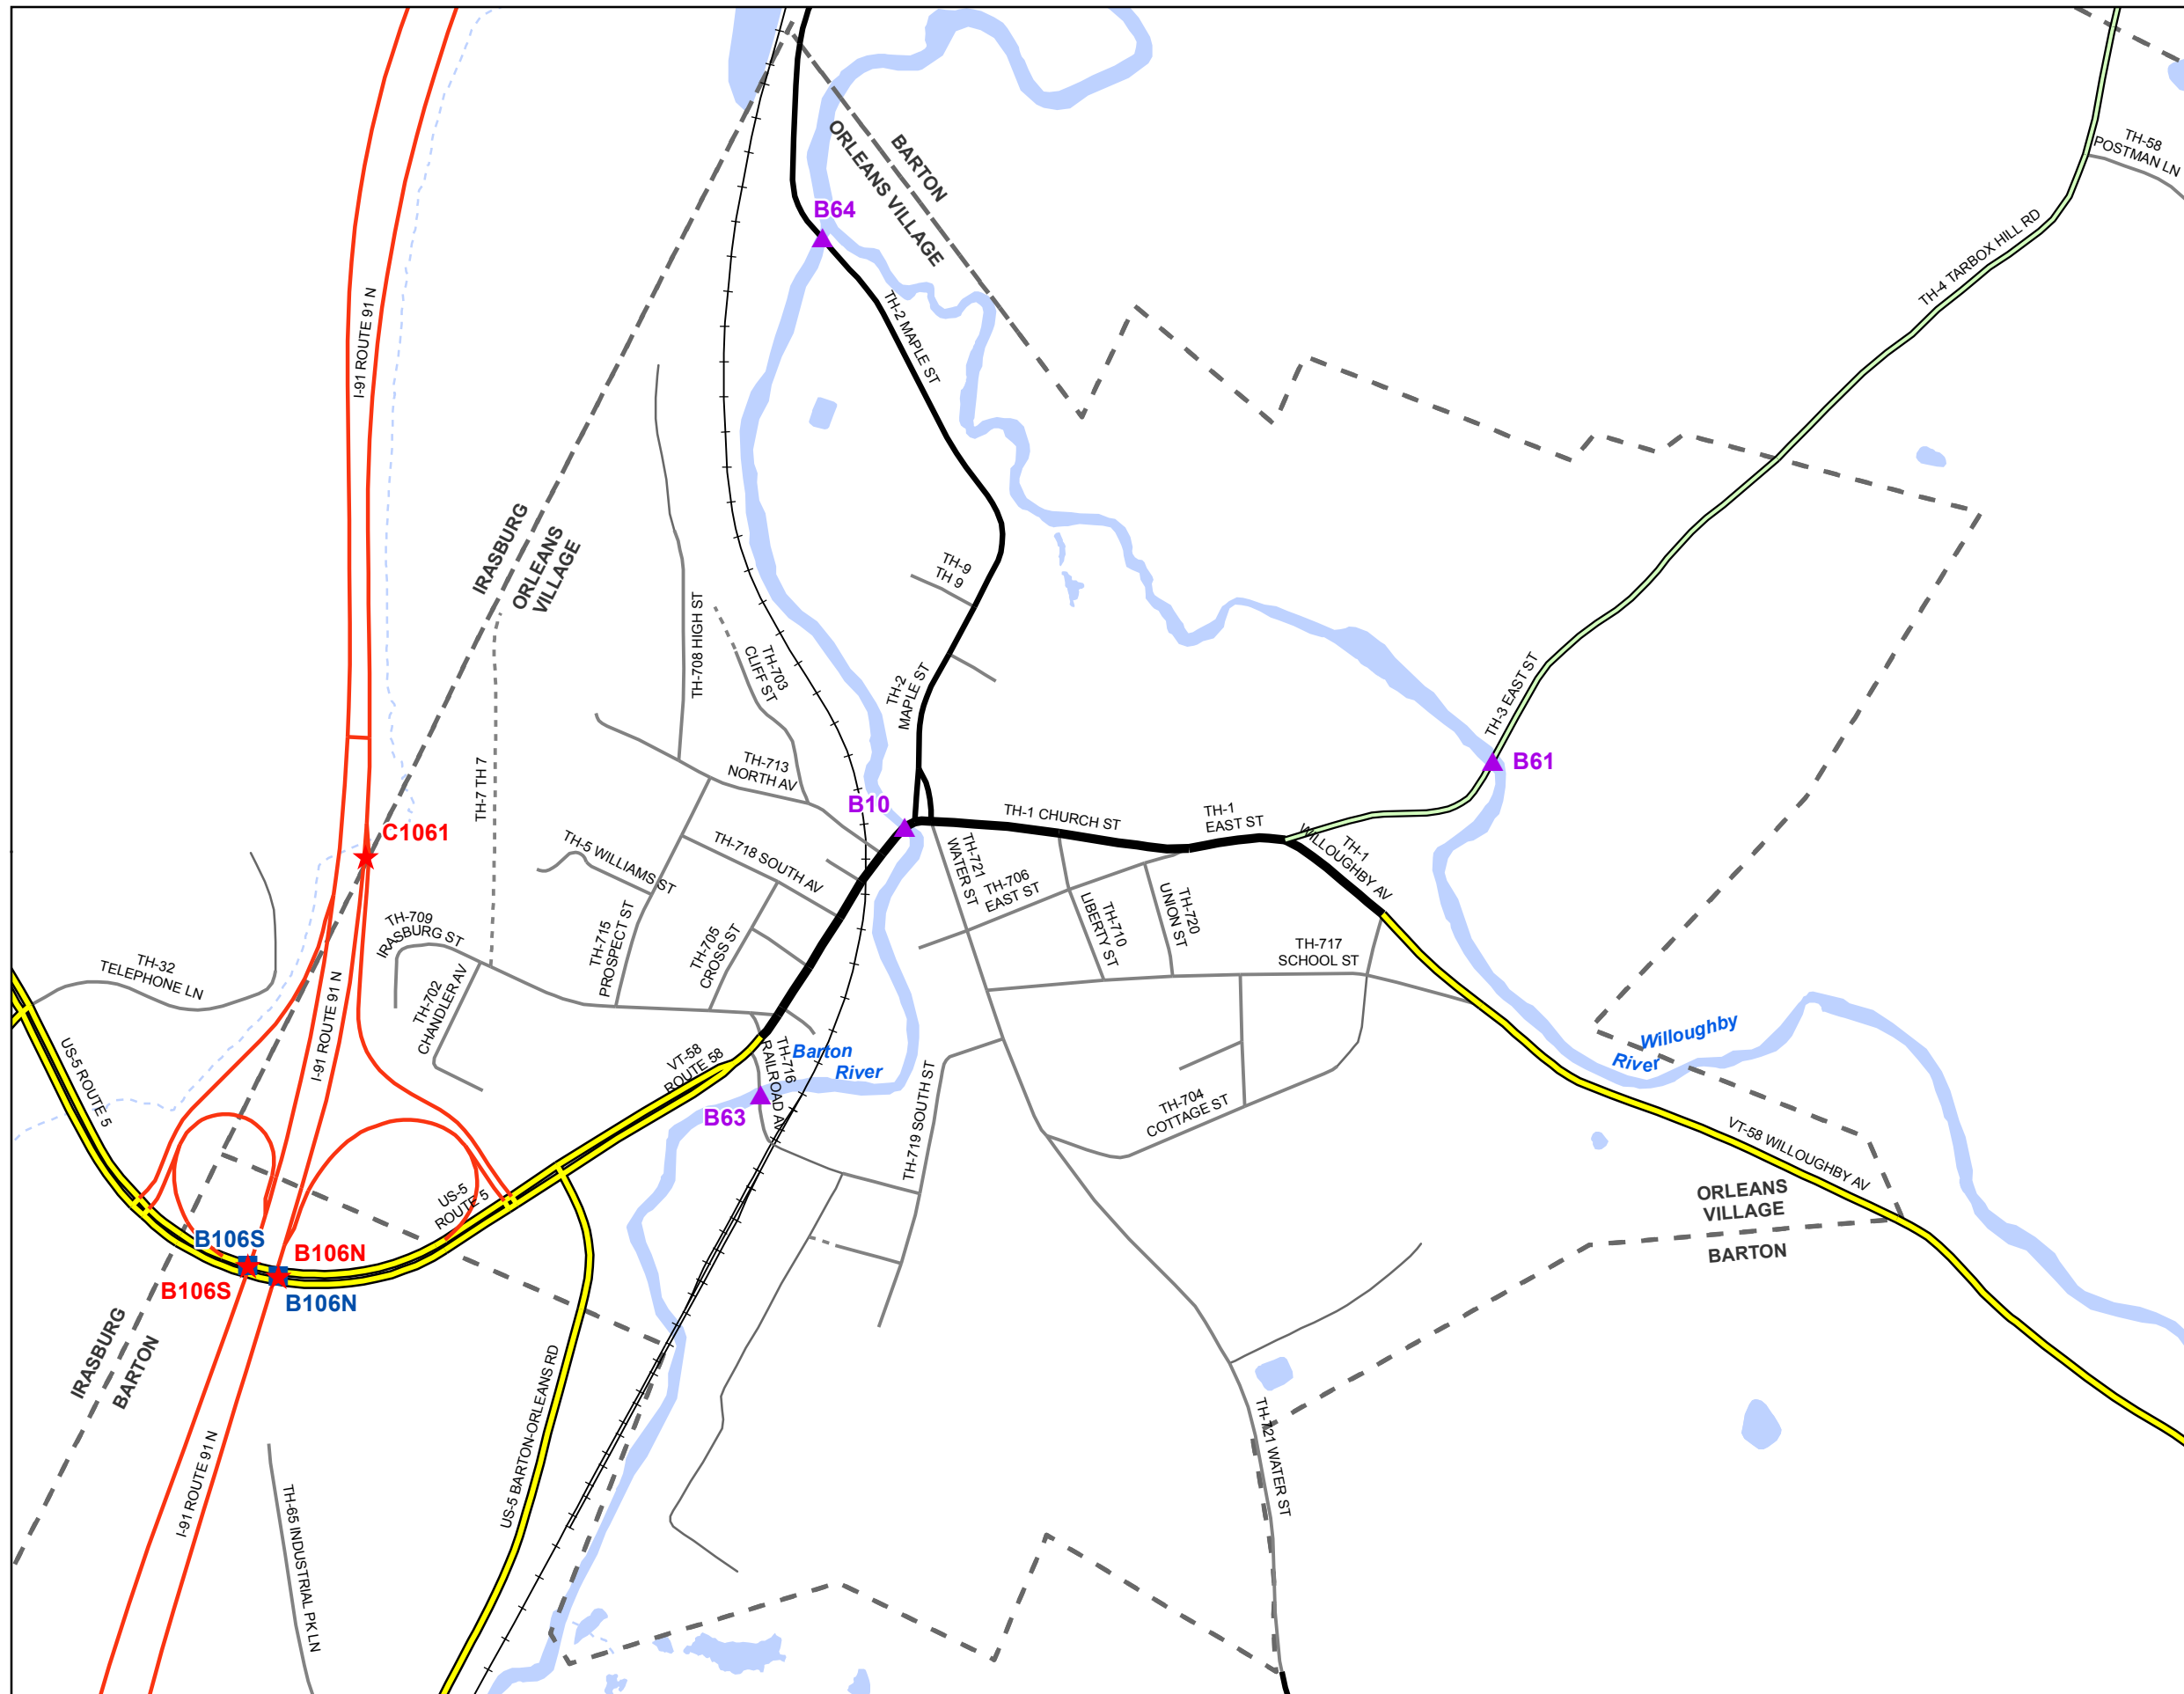 TH-58
POSTMAN LN
BARTON
ORLEANS VILLAGE
B64
TH-4 TARBOX HILL RD
I-91 ROUTE 91 N
TH-2 MAPLE ST
IRASBURG
ORLEANS
VILLAGE
TH-9
TH 9
TH-708 HIGH ST
TH-703
CLIFF ST
TH-2
MAPLE ST
TH-3 EAST ST
B61
TH-7 TH 7
TH-713
NORTH AV
B10
TH-1 CHURCH ST
TH-1
EAST ST
TH-1
WILLOUGHBY AV
C1061
TH-5 WILLIAMS ST
TH-718 SOUTH AV
TH-721
WATER ST
TH-706
EAST ST
TH-710
LIBERTY ST
TH-720
UNION ST
TH-709
IRASBURG ST
TH-715
PROSPECT ST
TH-705
CROSS ST
TH-717
SCHOOL ST
TH-32
TELEPHONE LN
TH-702
CHANDLER AV
I-91 ROUTE 91 N
US-5 ROUTE 5
VT-58
ROUTE 58
TH-716
RAILROAD AV
Barton
River
Willoughby
River
B63
TH-719 SOUTH ST
TH-704
COTTAGE ST
VT-58 WILLOUGHBY AV
US-5
ROUTE 5
ORLEANS
VILLAGE
BARTON
B106S
B106N
B106S
B106N
IRASBURG
BARTON
US-5 BARTON-ORLEANS RD
TH-721 WATER ST
I-91 ROUTE 91 N
TH-65 INDUSTRIAL PK LN